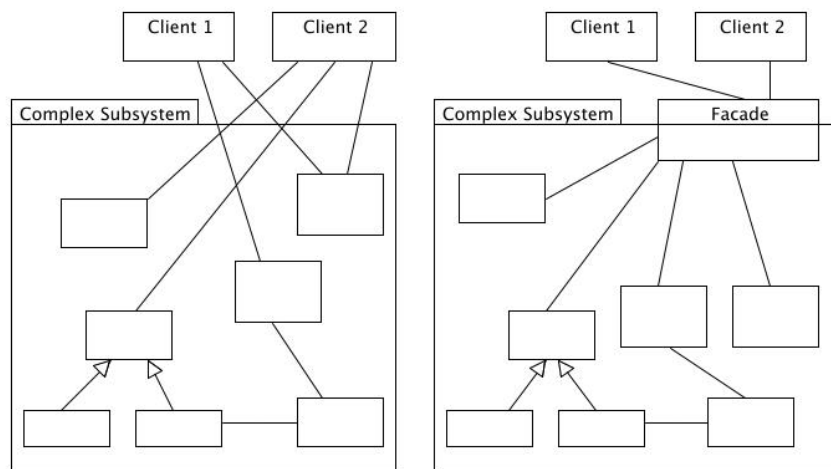 Client 1
Client 2
Complex Subsystem
Client 1
Client 2
Complex Subsystem
Facade